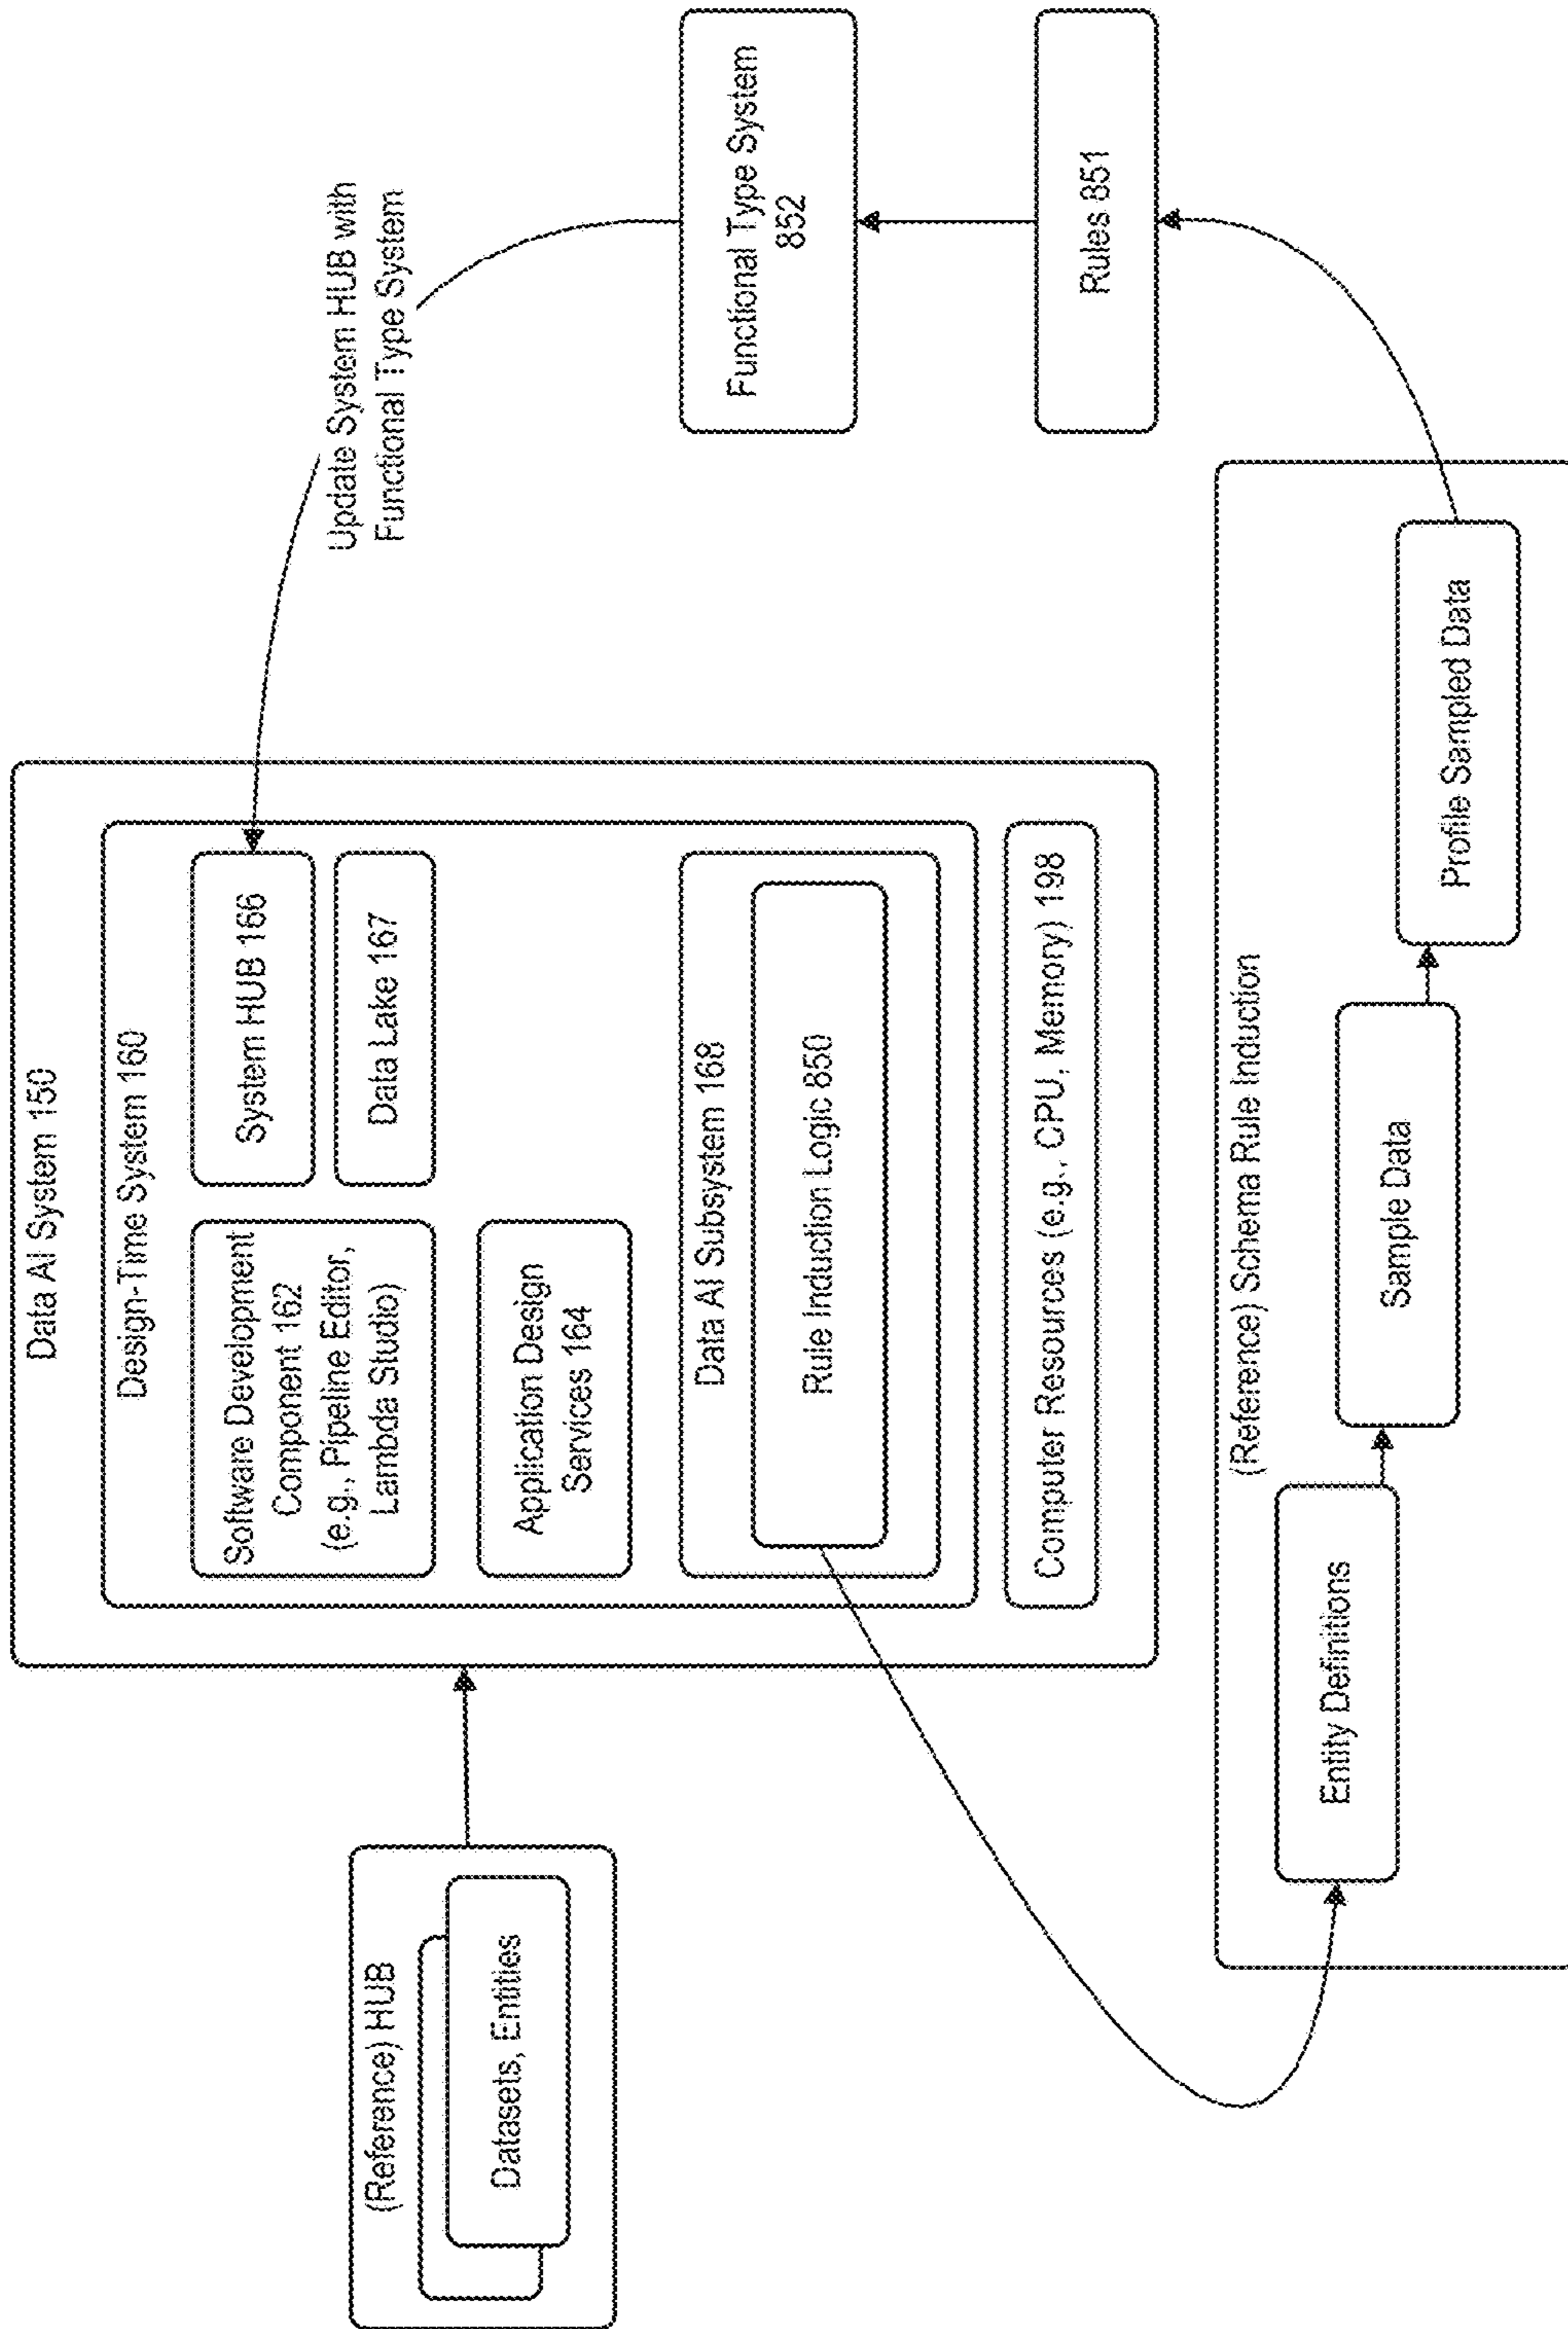 Data AI System 150
Design-Time System 160
Software Development
Component 162
(e.g., Pipeline Editor,
Lambda Studio)
System HUB 166
Data Lake 167
Application Design
Services 164
Data AI Subsystem 168
Rule Induction Logic 850
Computer Resources (e.g., CPU, Memory) 198
(Reference) HUB
Datasets, Entities
Update System HUB with
Functional Type System
Functional Type System
852
Rules 851
(Reference) Schema Rule Induction
Entity Definitions
Sample Data
Profile Sampled Data